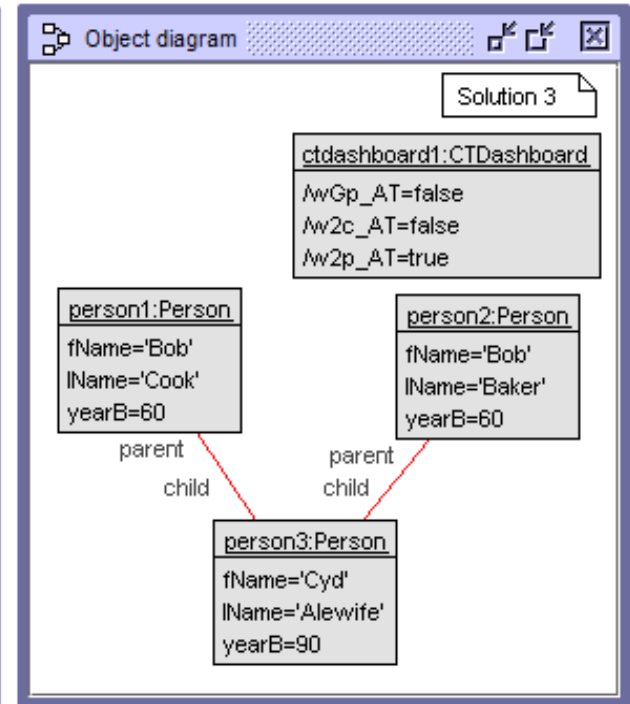 Object diagram
Solution 3
ctdashboard1:CTDashboard
/wGp_AT=false
/w2c_AT=false
/w2p_AT=true
person1:Person
fName='Bob'
lName='Cook'
yearB=60
person2:Person
fName='Bob'
lName='Baker'
yearB=60
parent
child
parent
child
person3:Person
fName='Cyd'
lName='Alewife'
yearB=90